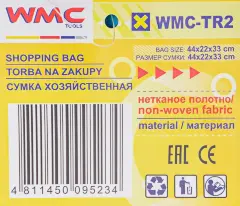 WMC
TOOLS
WMC-TR2
BAG SIZE: 44x22x33 cm
РАЗМЕР СУМКИ: 44x22x33 cm
SHOPPING BAG
TORBA NA ZAKUPY
СУМКА ХОЗЯЙСТВЕННАЯ
нетканое полотно/
non-woven fabric
material / материал
EAC CE
4 811450 095234